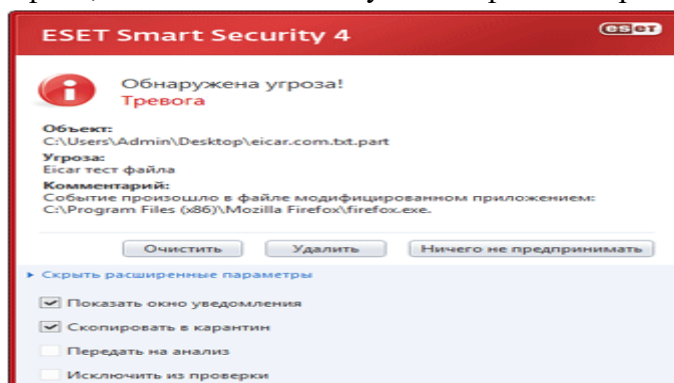 ESET Smart Security 4
eset
Обнаружена угроза!
Тревога
Объект:
C:\Users\Admin\Desktop\eicar.com.txt.part
Угроза:
Eicar тест файла
Комментарий:
Событие произошло в файле модифицированном приложением:
C:\Program Files (x86)\Mozilla Firefox\firefox.exe.
Очистить Удалить Ничего не предпринимать
Скрыть расширенные параметры
Показать окно уведомления
Скопировать в карантин
Передать на анализ
Исключить из проверки